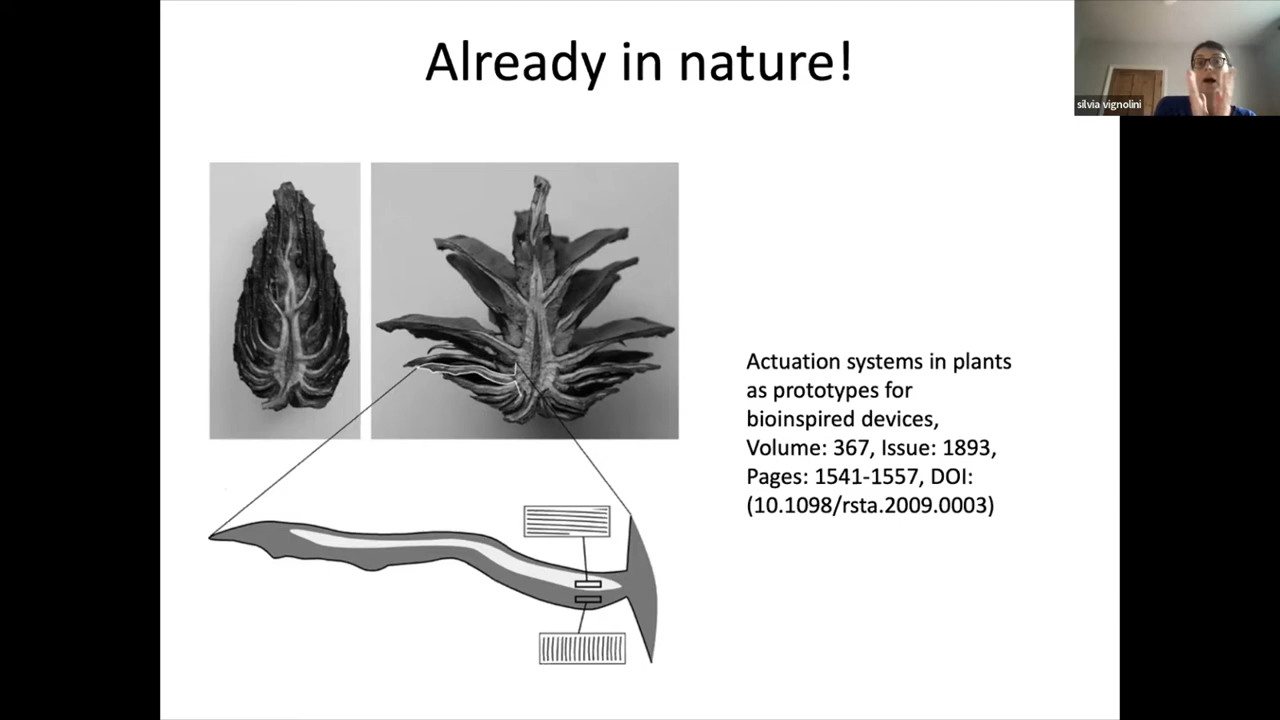 Already in nature!
silvia vignolini
Actuation systems in plants
as prototypes for
bioinspired devices,
Volume: 367, Issue: 1893,
Pages: 1541-1557, DOI:
(10.1098/rsta.2009.0003)